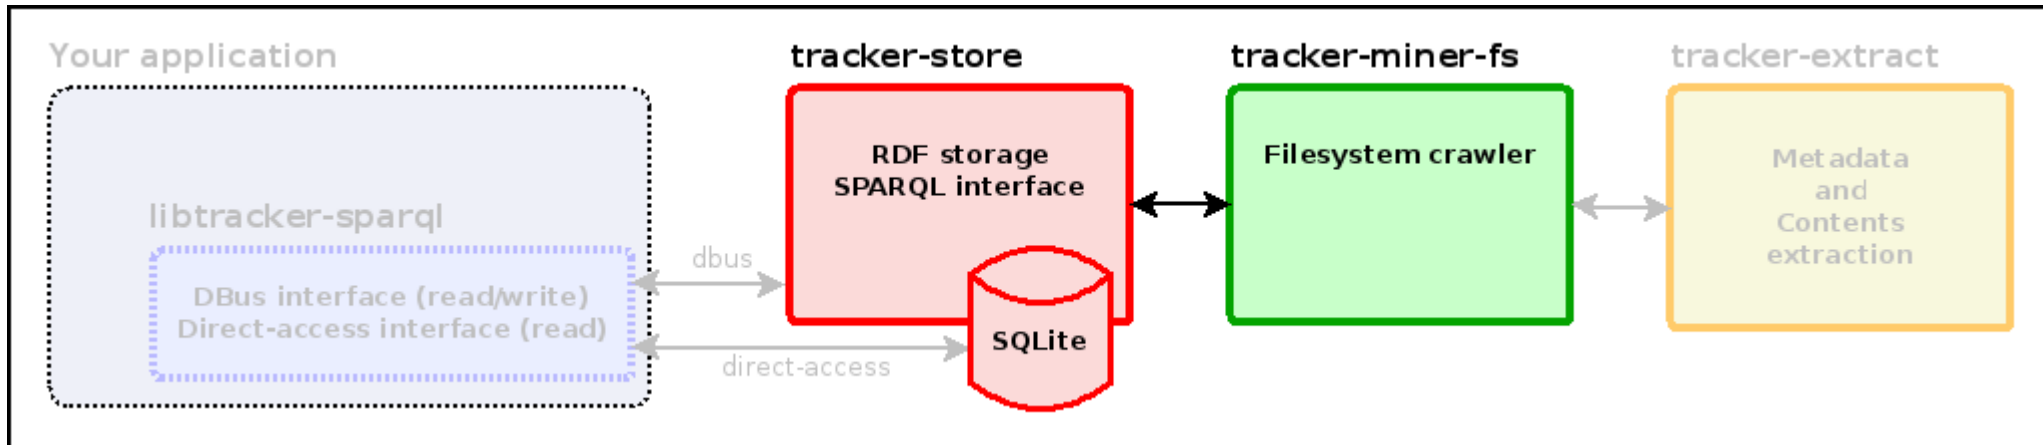 Your application
libtracker-sparql
DBus interface (read/write)
Direct-access interface (read)
dbus
direct-access
tracker-store
RDF storage
SPARQL interface
SQLite
tracker-miner-fs
Filesystem crawler
tracker-extract
Metadata
and
Contents
extraction